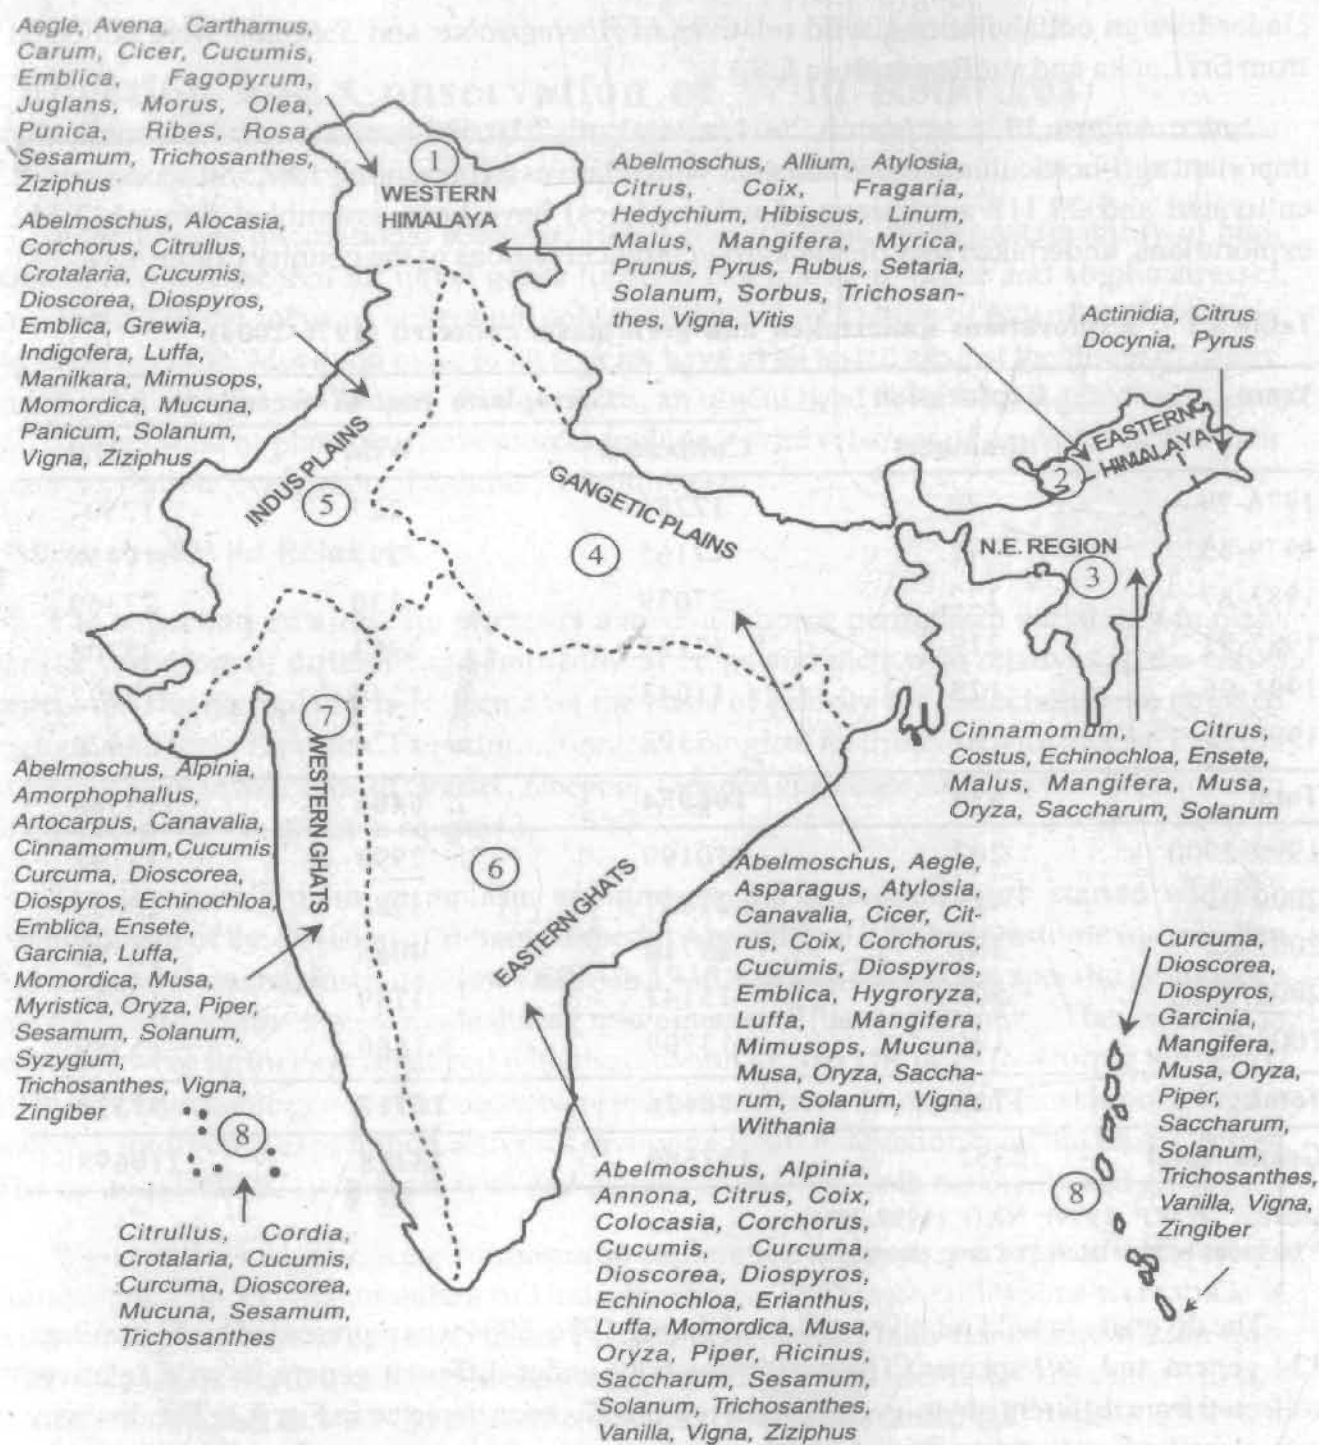 Aegle, Avena, Carthamus,
Carum, Cicer, Cucumis,
Emblica, Fagopyrum,
Juglans, Morus, Olea,
Punica, Ribes, Rosa,
Sesamum, Trichosanthes,
Ziziphus
Abelmoschus, Alocasia,
Corchorus, Citrullus,
Crotalaria, Cucumis,
Dioscorea, Diospyros,
Emblica, Grewia,
Indigofera, Luffa,
Manilkara, Mimusops,
Momordica, Mucuna,
Panicum, Solanum,
Vigna, Ziziphus
1
WESTERN
HIMALAYA
Abelmoschus, Allium, Atylosia,
Citrus, Coix, Fragaria,
Hedychium, Hibiscus, Linum,
Malus, Mangifera, Myrica,
Prunus, Pyrus, Rubus, Setaria,
Solanum, Sorbus, Trichosan-
thes, Vigna, Vitis
Actinidia, Citrus
Docynia, Pyrus
EASTERN
HIMALAYA
2
INDUS PLAINS
5
GANGETIC PLAINS
4
N.E. REGION
3
Cinnamomum, Citrus,
Costus, Echinochloa, Ensete,
Malus, Mangifera, Musa,
Oryza, Saccharum, Solanum
7
WESTERN GHATS
Abelmoschus, Alpinia,
Amorphophallus,
Artocarpus, Canavalia,
Cinnamomum, Cucumis,
Curcuma, Dioscorea,
Diospyros, Echinochloa,
Emblica, Ensete,
Garcinia, Luffa,
Momordica, Musa,
Myristica, Oryza, Piper,
Sesamum, Solanum,
Syzygium,
Trichosanthes, Vigna,
Zingiber
6
EASTERN GHATS
Abelmoschus, Aegle,
Asparagus, Atylosia,
Canavalia, Cicer, Cit-
rus, Coix, Corchorus,
Cucumis, Diospyros,
Emblica, Hygroryza,
Luffa, Mangifera,
Mimusops, Mucuna,
Musa, Oryza, Saccha-
rum, Solanum, Vigna,
Withania
Curcuma,
Dioscorea,
Diospyros,
Garcinia,
Mangifera,
Musa, Oryza,
Piper,
Saccharum,
Solanum,
Trichosanthes,
Vanilla, Vigna,
Zingiber
8
8
Citrullus, Cordia,
Crotalaria, Cucumis,
Curcuma, Dioscorea,
Mucuna, Sesamum,
Trichosanthes
Abelmoschus, Alpinia,
Annona, Citrus, Coix,
Colocasia, Corchorus,
Cucumis, Curcuma,
Dioscorea, Diospyros,
Echinochloa, Erianthus,
Luffa, Momordica, Musa,
Oryza, Piper, Ricinus,
Saccharum, Sesamum,
Solanum, Trichosanthes,
Vanilla, Vigna, Ziziphus